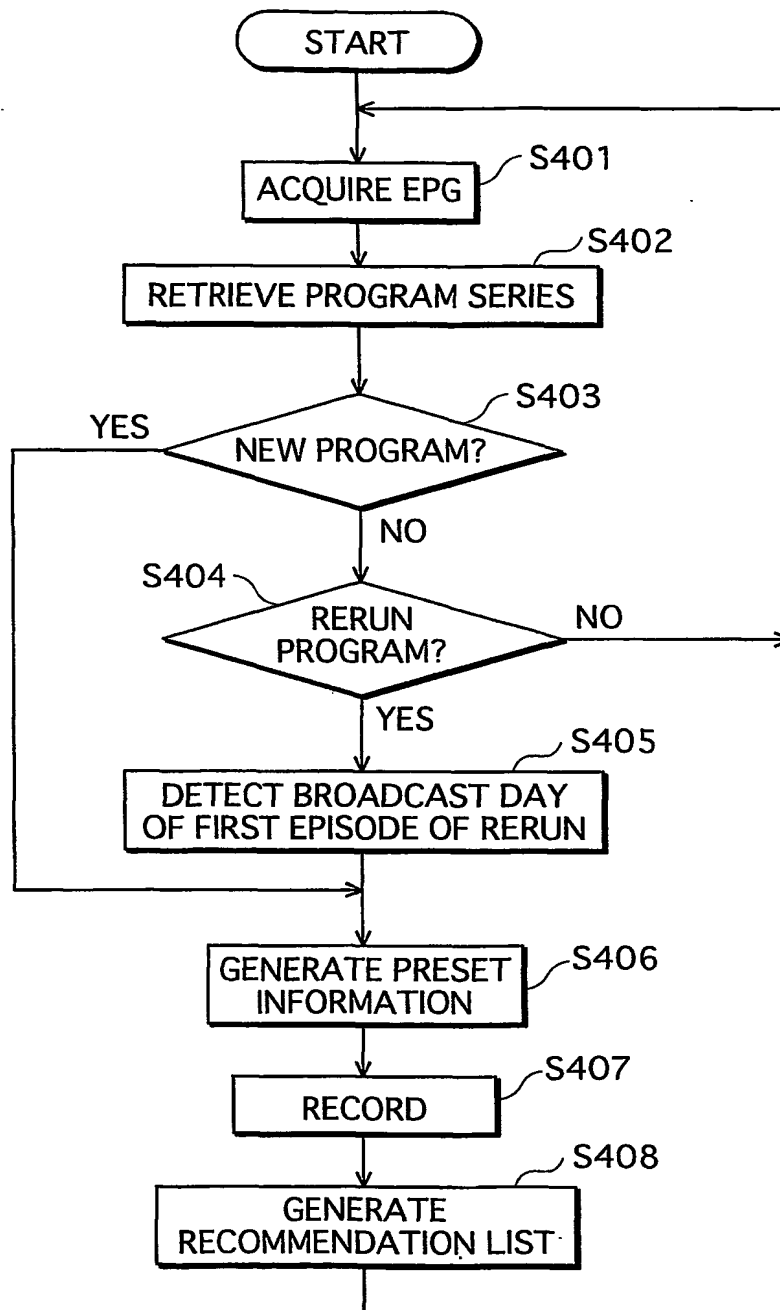 START
S401
ACQUIRE EPG
S402
RETRIEVE PROGRAM SERIES
S403
YES
NEW PROGRAM?
NO
S404
RERUN
PROGRAM?
NO
YES
S405
DETECT BROADCAST DAY
OF FIRST EPISODE OF RERUN
S406
GENERATE PRESET
INFORMATION
S407
RECORD
S408
GENERATE
RECOMMENDATION LIST